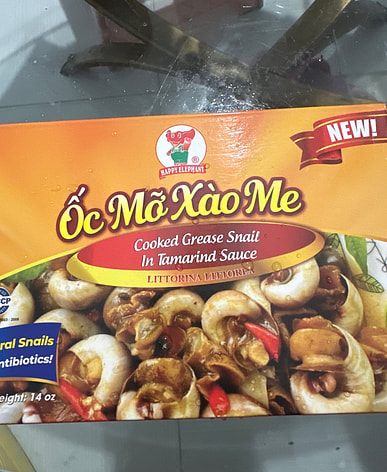 NEW!
HAPPY ELEPHANT
®
Ốc Mỡ Xào Me
Cooked Grease Snail
In Tamarind Sauce
LITTORINA LITTOREA
CCP
ral Snails
ntibiotics!
eight: 14 oz